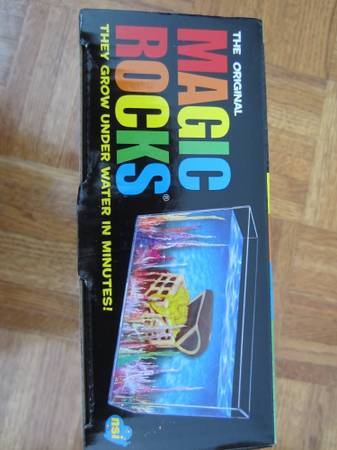 THE ORIGINAL
MAGIC
ROCKS®
THEY GROW UNDER WATER IN MINUTES!
nsi